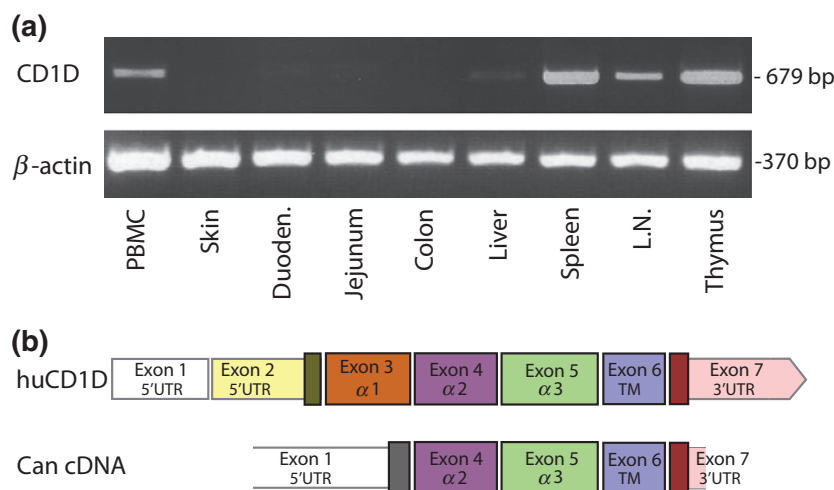 (a)
CD1D
- 679 bp
β-actin
-370 bp
PBMC
Skin
Duoden.
Jejunum
Colon
Liver
Spleen
L.N.
Thymus
(b)
huCD1D
Exon 1
5'UTR
Exon 2
5'UTR
Exon 3
α1
Exon 4
α2
Exon 5
α3
Exon 6
TM
Exon 7
3'UTR
Can cDNA
Exon 1
5'UTR
Exon 4
α2
Exon 5
α3
Exon 6
TM
Exon 7
3'UTR